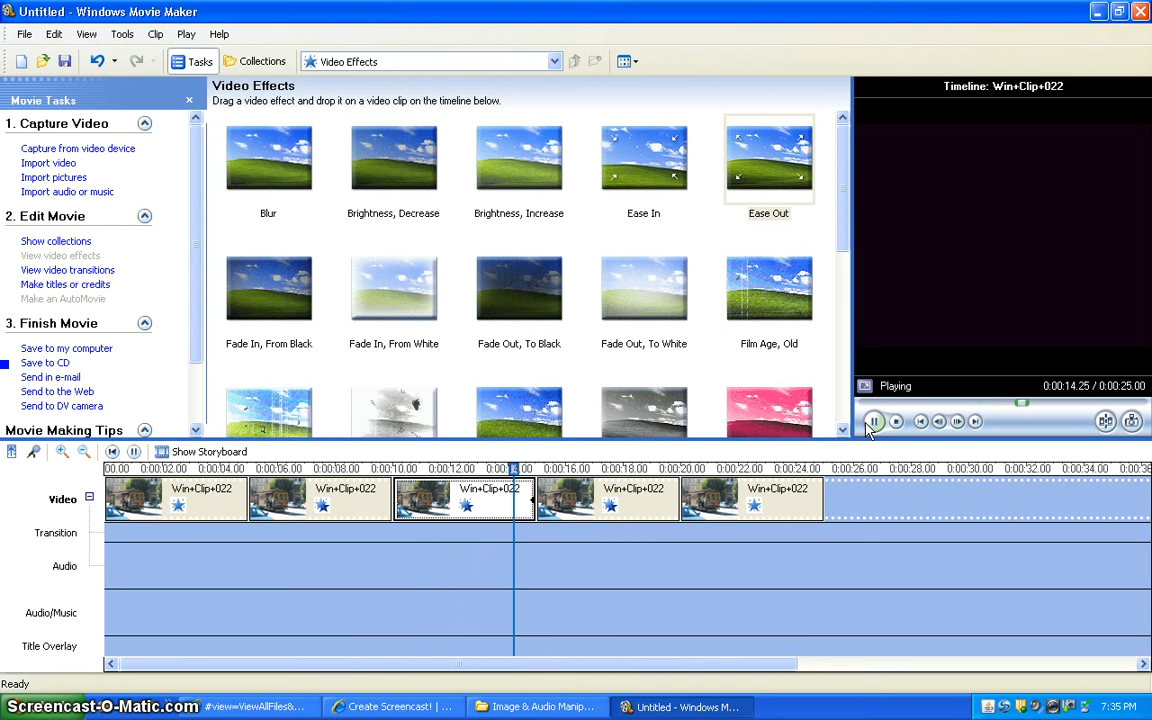 Untitled - Windows Movie Maker
File Edit View Tools Clip Play Help
Tasks Collections Video Effects
Movie Tasks
1. Capture Video
Capture from video device
Import video
Import pictures
Import audio or music
2. Edit Movie
Show collections
View video effects
View video transitions
Make titles or credits
Make an AutoMovie
3. Finish Movie
Save to my computer
Save to CD
Send in e-mail
Send to the Web
Send to DV camera
Movie Making Tips
Video Effects
Drag a video effect and drop it on a video clip on the timeline below.
Blur Brightness, Decrease Brightness, Increase Ease In Ease Out
Fade In, From Black Fade In, From White Fade Out, To Black Fade Out, To White Film Age, Old
Timeline: Win+Clip+022
Playing 0:00:14.25 / 0:00:25.00
Show Storyboard
00.00 0:00:02.00 0:00:04.00 0:00:06.00 0:00:08.00 0:00:10.00 0:00:12.00 0:00:16.00 0:00:18.00 0:00:20.00 0:00:22.00 0:00:24.00 0:00:26.00 0:00:28.00 0:00:30.00 0:00:32.00 0:00:34.00
Video Win+Clip+022 Win+Clip+022 Win+Clip+022 Win+Clip+022 Win+Clip+022
Transition
Audio
Audio/Music
Title Overlay
Ready
Screencast-O-Matic.com #view=ViewAllFiles&... Create Screencast! | ... Image & Audio Manip... Untitled - Windows M... 7:35 PM